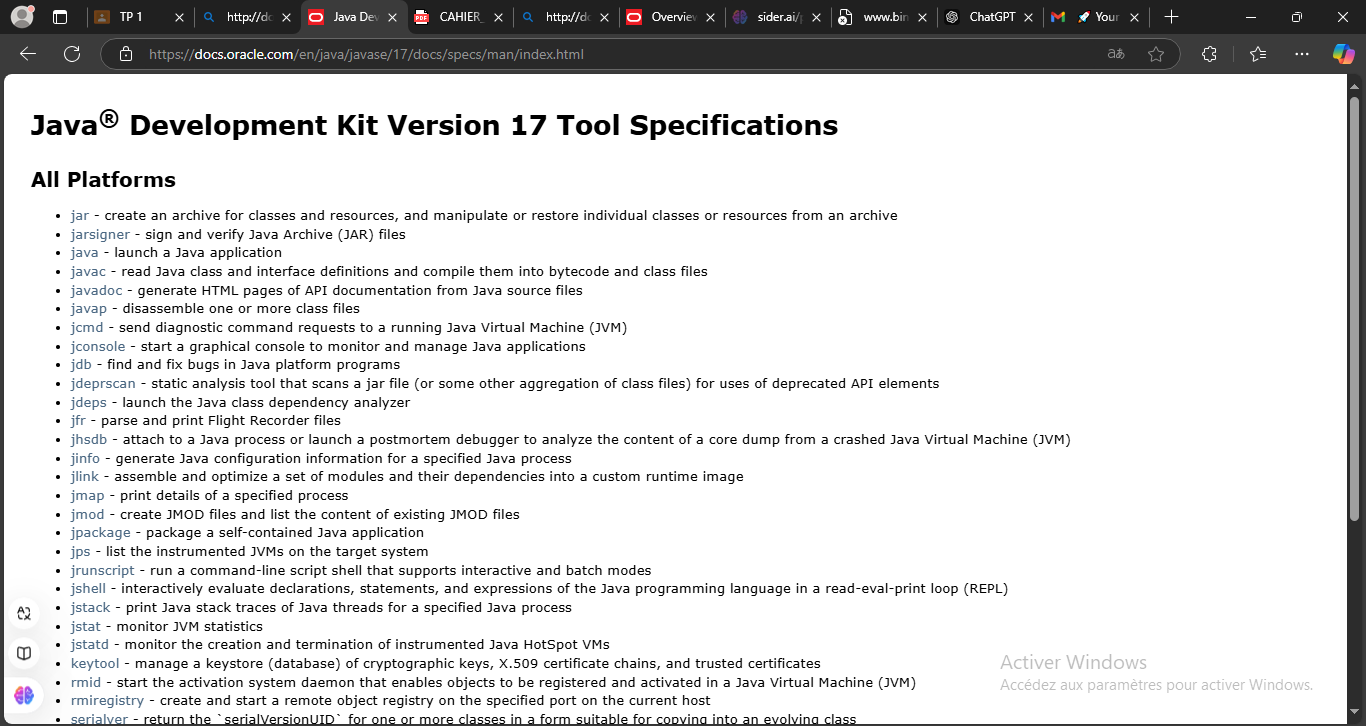 TP 1
http://dc
Java Dev
CAHIER_
http://dc
Overview
sider.ai/
www.bin
ChatGPT
Your
https://docs.oracle.com/en/java/javase/17/docs/specs/man/index.html
Java® Development Kit Version 17 Tool Specifications
All Platforms
• jar - create an archive for classes and resources, and manipulate or restore individual classes or resources from an archive
• jarsigner - sign and verify Java Archive (JAR) files
• java - launch a Java application
• javac - read Java class and interface definitions and compile them into bytecode and class files
• javadoc - generate HTML pages of API documentation from Java source files
• javap - disassemble one or more class files
• jcmd - send diagnostic command requests to a running Java Virtual Machine (JVM)
• jconsole - start a graphical console to monitor and manage Java applications
• jdb - find and fix bugs in Java platform programs
• jdeprscan - static analysis tool that scans a jar file (or some other aggregation of class files) for uses of deprecated API elements
• jdeps - launch the Java class dependency analyzer
• jfr - parse and print Flight Recorder files
• jhsdb - attach to a Java process or launch a postmortem debugger to analyze the content of a core dump from a crashed Java Virtual Machine (JVM)
• jinfo - generate Java configuration information for a specified Java process
• jlink - assemble and optimize a set of modules and their dependencies into a custom runtime image
• jmap - print details of a specified process
• jmod - create JMOD files and list the content of existing JMOD files
• jpackage - package a self-contained Java application
• jps - list the instrumented JVMs on the target system
• jrunscript - run a command-line script shell that supports interactive and batch modes
• jshell - interactively evaluate declarations, statements, and expressions of the Java programming language in a read-eval-print loop (REPL)
• jstack - print Java stack traces of Java threads for a specified Java process
• jstat - monitor JVM statistics
• jstatd - monitor the creation and termination of instrumented Java HotSpot VMs
• keytool - manage a keystore (database) of cryptographic keys, X.509 certificate chains, and trusted certificates
• rmid - start the activation system daemon that enables objects to be registered and activated in a Java Virtual Machine (JVM)
• rmiregistry - create and start a remote object registry on the specified port on the current host
• serialver - return the `serialVersionUID` for one or more classes in a form suitable for copying into an evolving class
Activer Windows
Accédez aux paramètres pour activer Windows.